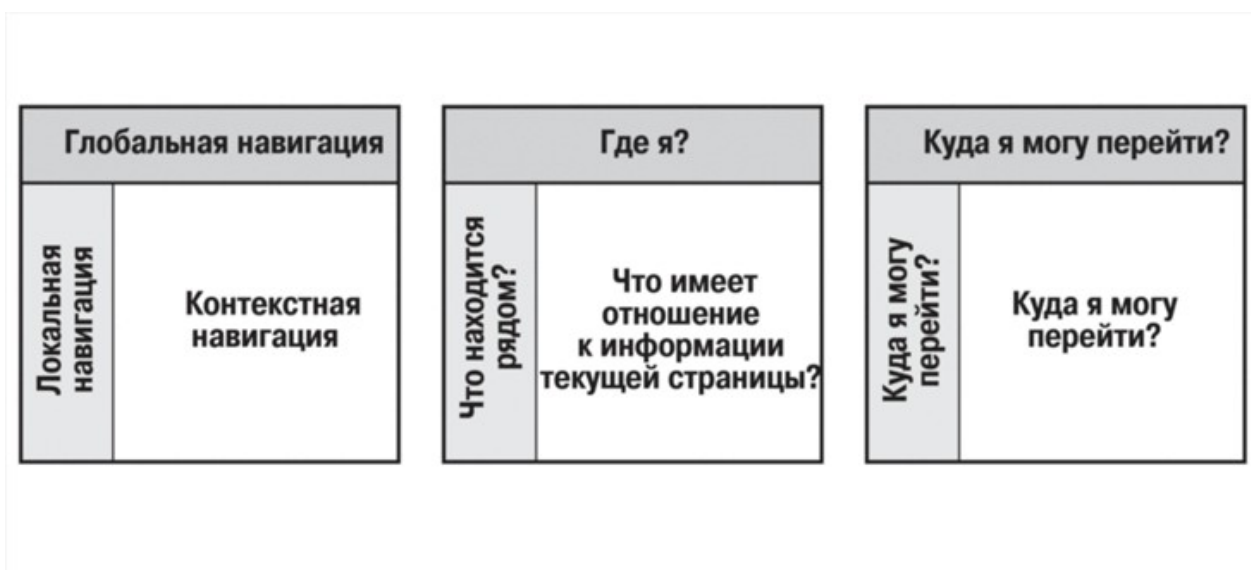 Глобальная навигация
Локальная
навигация
Контекстная
навигация
Где я?
Что находится
рядом?
Что имеет
отношение
к информации
текущей страницы?
Куда я могу перейти?
Куда я могу
перейти?
Куда я могу
перейти?